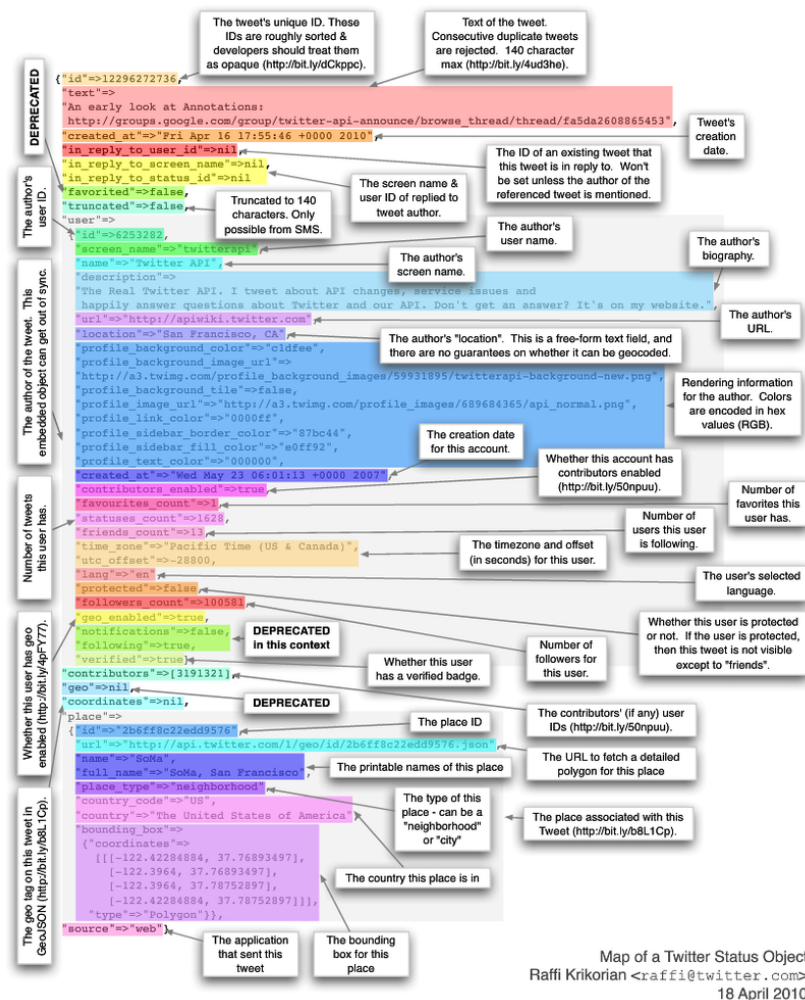 The tweet's unique ID. These
IDs are roughly sorted &
developers should treat them
as opaque (http://bit.ly/dCkppc).
Text of the tweet.
Consecutive duplicate tweets
are rejected. 140 character
max (http://bit.ly/4ud3he).
{"id"=>12296272736,
"text"=>
"An early look at Annotations:
http://groups.google.com/group/twitter-api-announce/browse_thread/thread/fa5da2608865453",
"created_at"=>"Fri Apr 16 17:55:46 +0000 2010",
Tweet's
creation
date.
DEPRECATED
"in_reply_to_user_id"=>nil,
"in_reply_to_screen_name"=>nil,
"in_reply_to_status_id"=>nil
The ID of an existing tweet that
this tweet is in reply to. Won't
be set unless the author of the
referenced tweet is mentioned.
The screen name &
user ID of replied to
tweet author.
"favorited"=>false,
"truncated"=>false,
Truncated to 140
characters. Only
possible from SMS.
The author's
user ID.
"user"=>
{"id"=>6253282,
"screen_name"=>"twitterapi",
The author's
user name.
"name"=>"Twitter API",
The author's
screen name.
The author's
biography.
"description"=>
"The Real Twitter API. I tweet about API changes, service issues and
happily answer questions about Twitter and our API. Don't get an answer? It's on my website.",
"url"=>"http://apiwiki.twitter.com",
The author's
URL.
"location"=>"San Francisco, CA",
The author's "location". This is a free-form text field, and
there are no guarantees on whether it can be geocoded.
The author of the tweet. This
embedded object can get out of sync.
"profile_background_color"=>"c1dfee",
"profile_background_image_url"=>
"http://a3.twimg.com/profile_background_images/59931895/twitterapi-background-new.png",
"profile_background_tile"=>false,
"profile_image_url"=>"http://a3.twimg.com/profile_images/689684365/api_normal.png",
"profile_link_color"=>"0000ff",
"profile_sidebar_border_color"=>"87bc44",
"profile_sidebar_fill_color"=>"e0ff92",
"profile_text_color"=>"000000",
Rendering information
for the author. Colors
are encoded in hex
values (RGB).
"created_at"=>"Wed May 23 06:01:13 +0000 2007",
The creation date
for this account.
"contributors_enabled"=>true,
Whether this account has
contributors enabled
(http://bit.ly/50npuu).
"favourites_count"=>1,
Number of
favorites this
user has.
"statuses_count"=>1628,
Number of tweets
this user has.
"friends_count"=>13,
Number of
users this user
is following.
"time_zone"=>"Pacific Time (US & Canada)",
"utc_offset"=>-28800,
The timezone and offset
(in seconds) for this user.
"lang"=>"en",
The user's selected
language.
"protected"=>false,
Whether this user is protected
or not. If the user is protected,
then this tweet is not visible
except to "friends".
"followers_count"=>100581,
Number of
followers for
this user.
"geo_enabled"=>true,
Whether this user has geo
enabled (http://bit.ly/4pFY77).
"notifications"=>false,
"following"=>true,
DEPRECATED
in this context
"verified"=>true},
Whether this user
has a verified badge.
"contributors"=>[3191321],
The contributors' (if any) user
IDs (http://bit.ly/50npuu).
"geo"=>nil,
DEPRECATED
"coordinates"=>nil,
The geo tag on this tweet in
GeoJSON (http://bit.ly/b8L1Cp).
"place"=>
{"id"=>"2b6ff8c22edd9576",
The place ID
"url"=>"http://api.twitter.com/1/geo/id/2b6ff8c22edd9576.json",
The URL to fetch a detailed
polygon for this place
"name"=>"SoMa",
"full_name"=>"SoMa, San Francisco",
The printable names of this place
"place_type"=>"neighborhood",
The type of this
place - can be a
"neighborhood"
or "city"
The place associated with this
Tweet (http://bit.ly/b8L1Cp).
"country_code"=>"US",
"country"=>"The United States of America",
The country this place is in
"bounding_box"=>
{"coordinates"=>
[[[-122.42284884, 37.76893497],
[-122.3964, 37.76893497],
[-122.3964, 37.78752897],
[-122.42284884, 37.78752897]]],
"type"=>"Polygon"}},
The bounding
box for this
place
"source"=>"web"}
The application
that sent this
tweet
Map of a Twitter Status Object
Raffi Krikorian <raffi@twitter.com>
18 April 2010